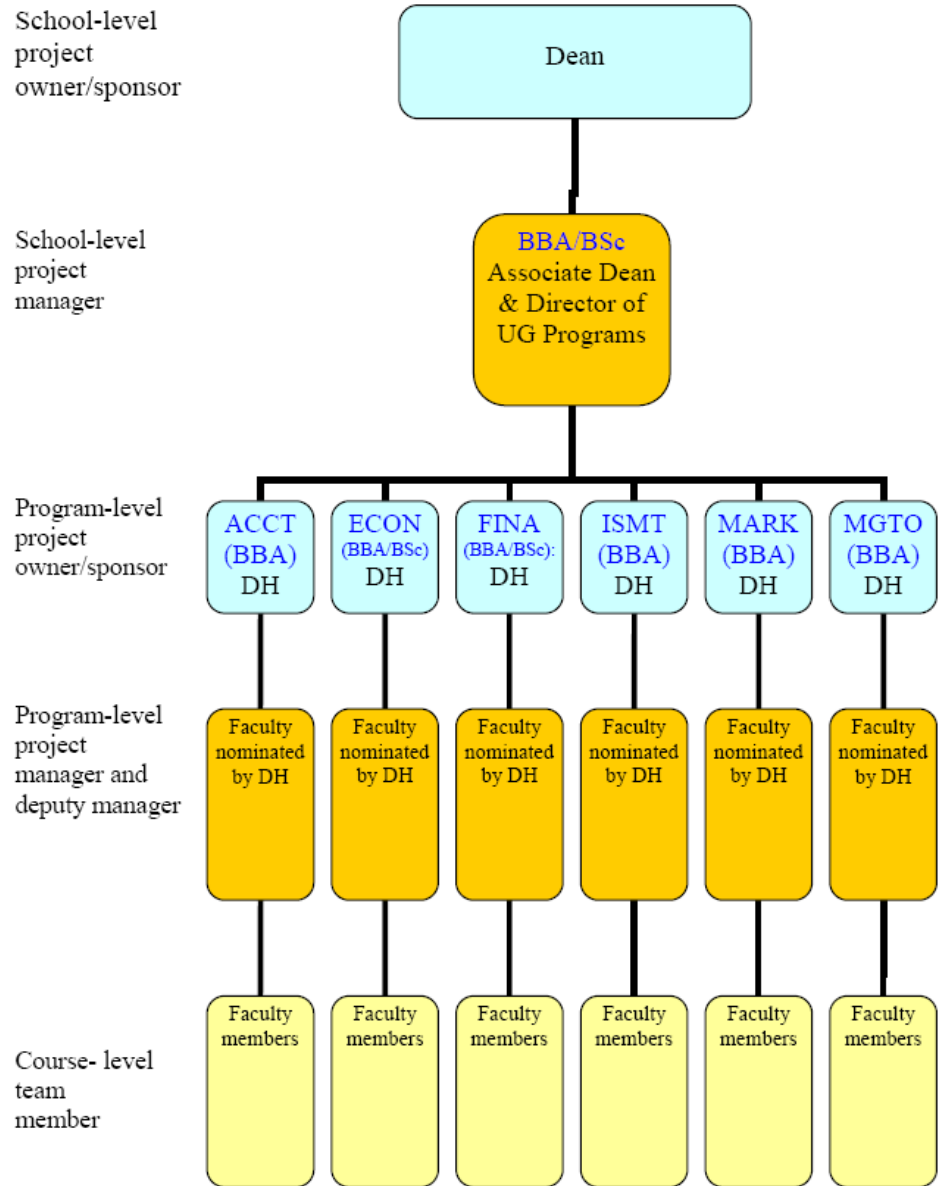 School-level
project
owner/sponsor
Dean
School-level
project
manager
BBA/BSc
Associate Dean
& Director of
UG Programs
Program-level
project
owner/sponsor
ACCT
(BBA)
DH
ECON
(BBA/BSc)
DH
FINA
(BBA/BSc):
DH
ISMT
(BBA)
DH
MARK
(BBA)
DH
MGTO
(BBA)
DH
Program-level
project
manager and
deputy manager
Faculty
nominated
by DH
Faculty
nominated
by DH
Faculty
nominated
by DH
Faculty
nominated
by DH
Faculty
nominated
by DH
Faculty
nominated
by DH
Course- level
team
member
Faculty
members
Faculty
members
Faculty
members
Faculty
members
Faculty
members
Faculty
members